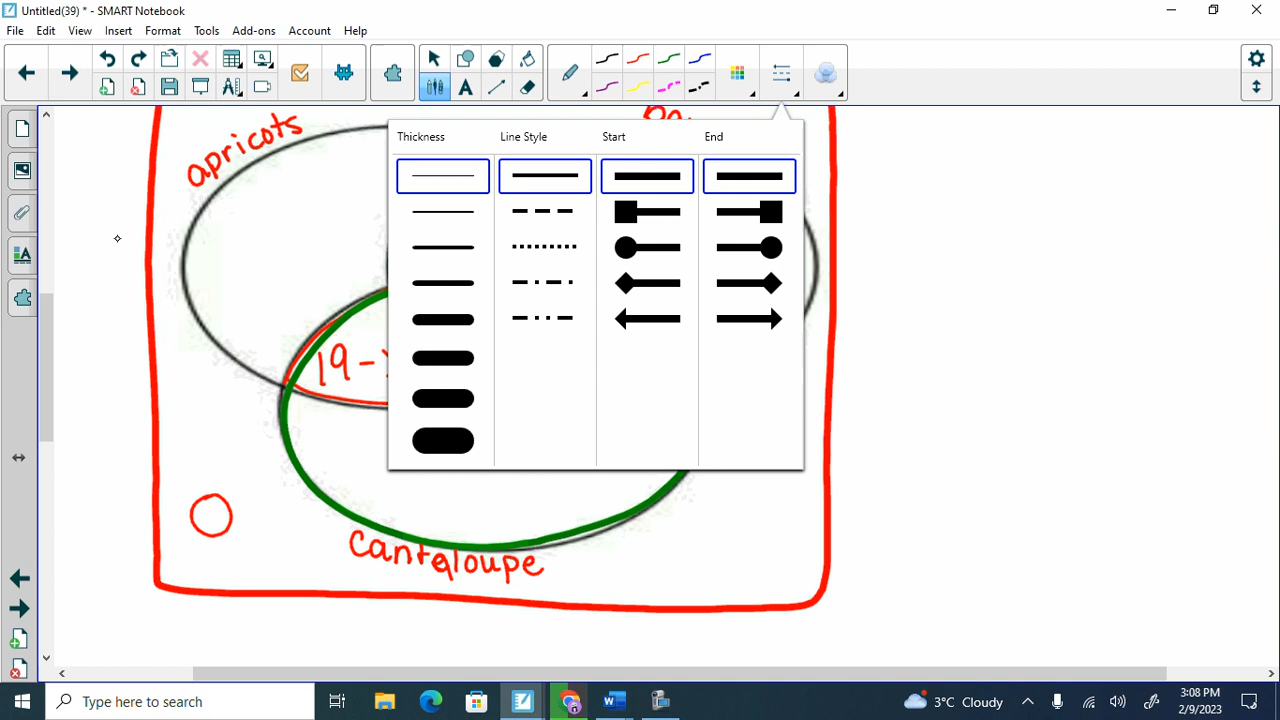 Untitled(39) * - SMART Notebook
File Edit View Insert Format Tools Add-ons Account Help
Thickness Line Style Start End
apricots
19 -
Cantaloupe
Type here to search
3°C Cloudy
3:08 PM
2/9/2023